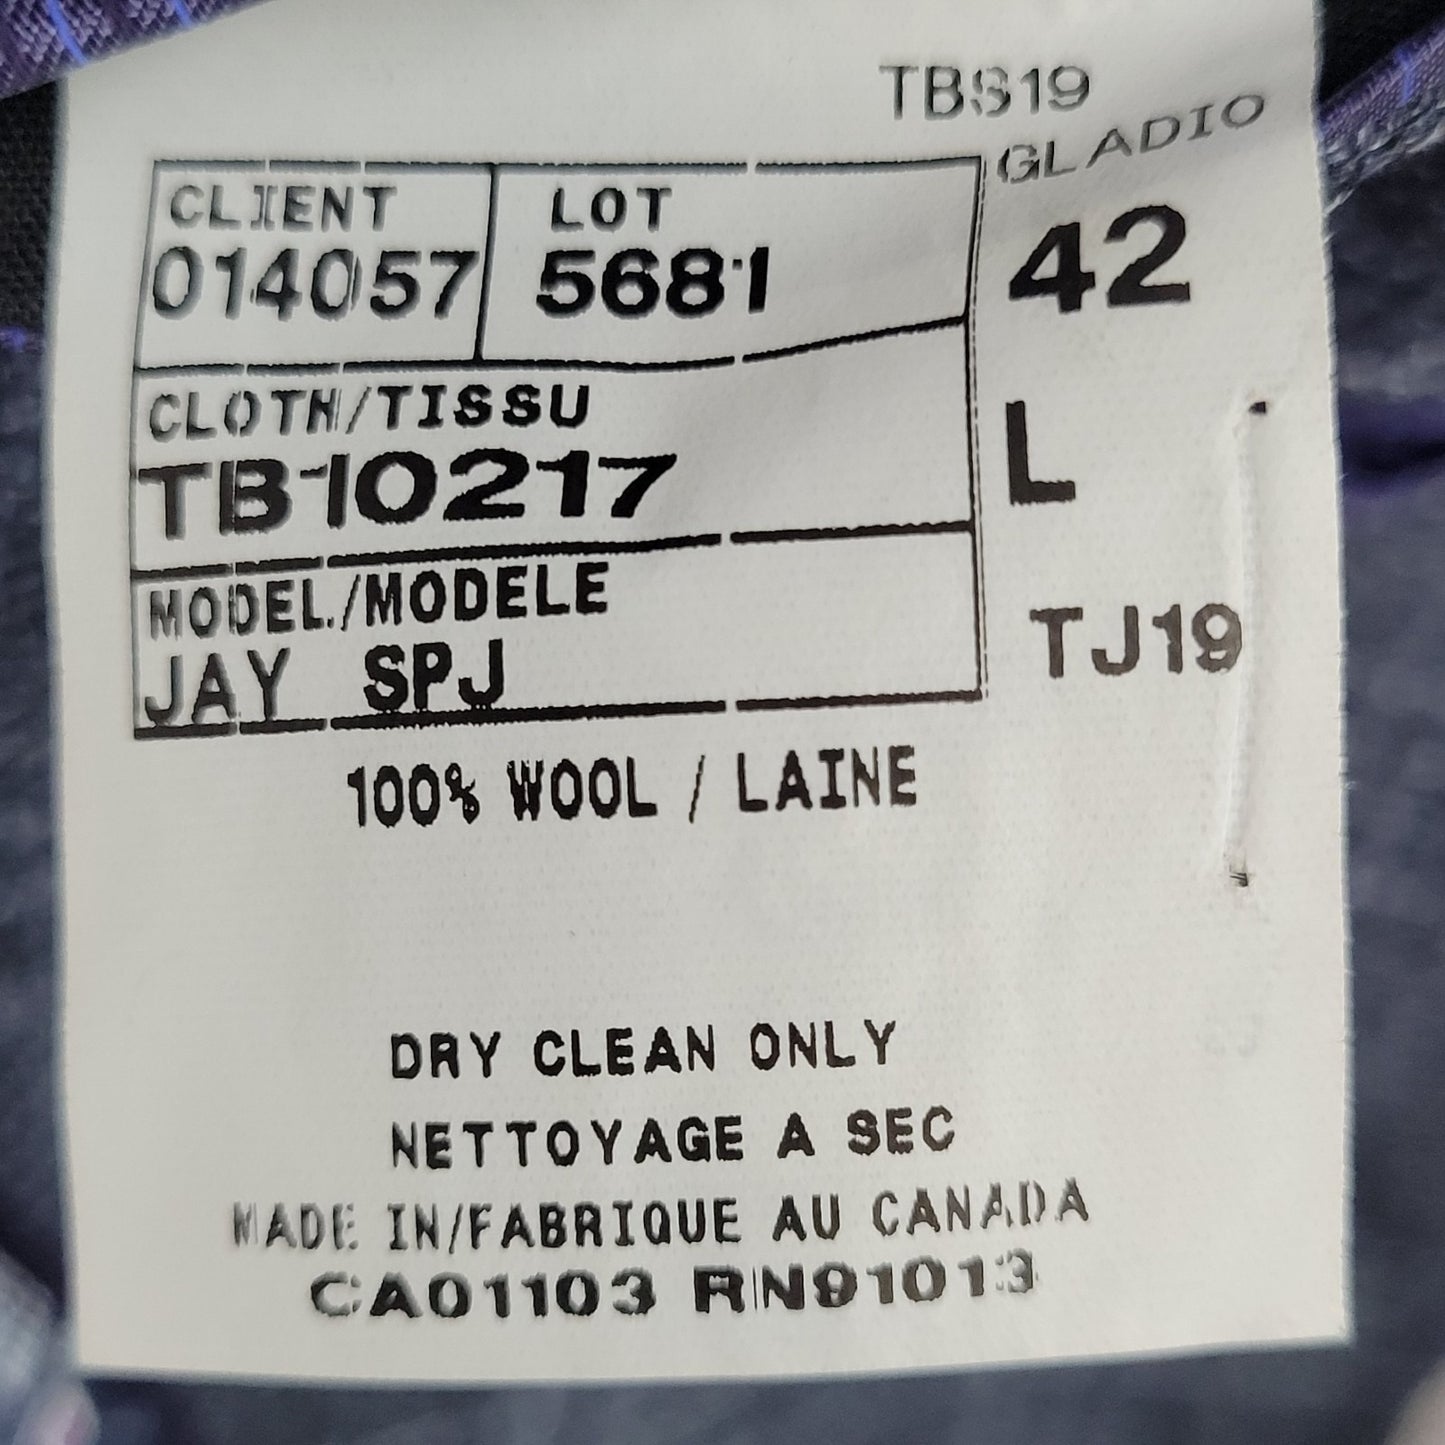 TBS19
GLADIO
CLIENT LOT
014057 5681 42
CLOTH/TISSU
TB10217 L
MODEL./MODELE
JAY SPJ TJ19
100% WOOL / LAINE
DRY CLEAN ONLY
NETTOYAGE A SEC
MADE IN/FABRIQUE AU CANADA
CA01103 RN91013